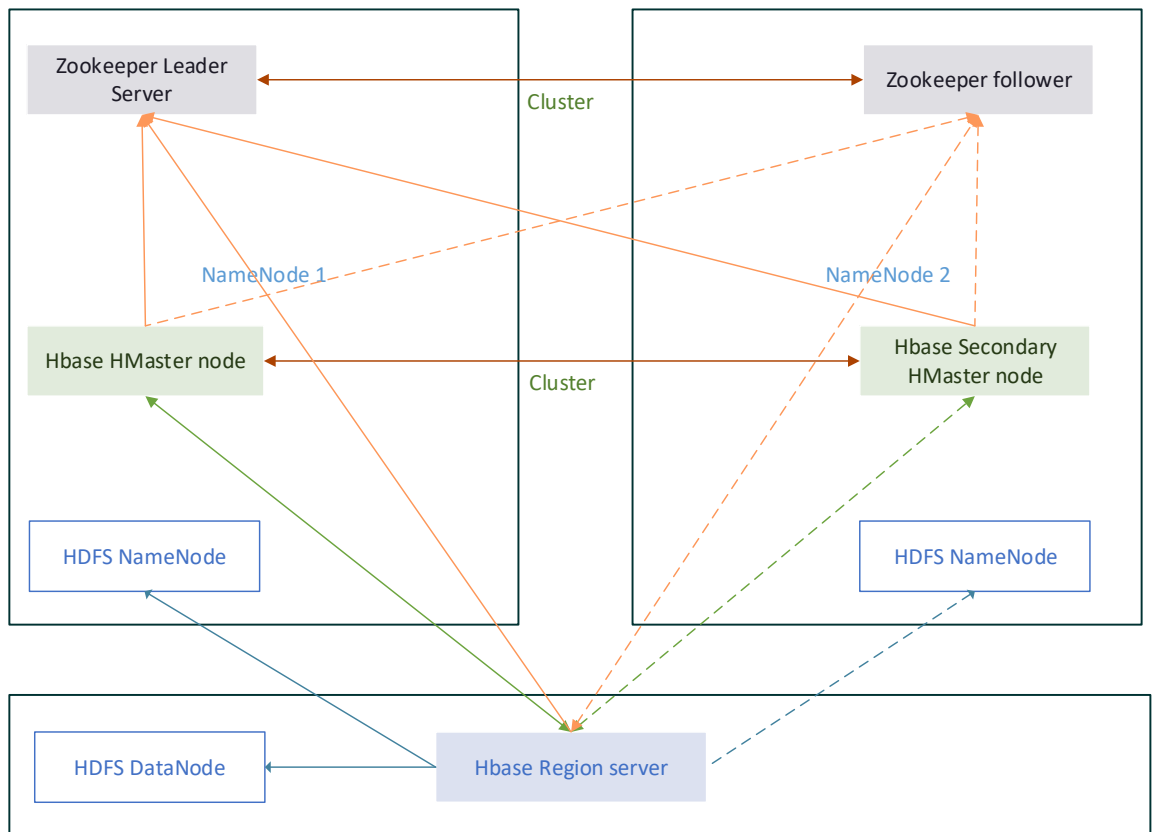 Zookeeper Leader
Server
Zookeeper follower
Cluster
NameNode 1
NameNode 2
Hbase HMaster node
Hbase Secondary
HMaster node
Cluster
HDFS NameNode
HDFS NameNode
HDFS DataNode
Hbase Region server